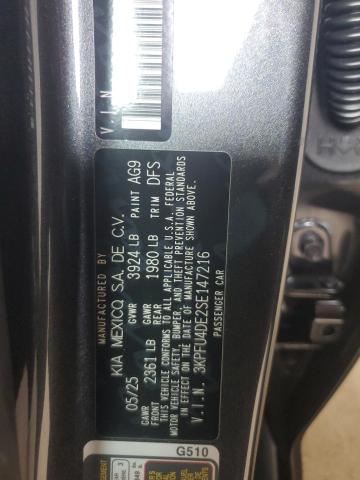 V.I.N
MANUFACTURED BY
KIA MEXICO, S.A. DE C.V.
05/25 GVWR 3924 LB PAINT AG9
GAWR FRONT 2361 LB GAWR REAR 1980 LB TRIM DFS
THIS VEHICLE CONFORMS TO ALL APPLICABLE U.S.A. FEDERAL
MOTOR VEHICLE SAFETY, BUMPER, AND THEFT PREVENTION STANDARDS
IN EFFECT ON THE DATE OF MANUFACTURE SHOWN ABOVE.
V.I.N. 3KPFU4DE2SE147216
PASSENGER CAR
G510